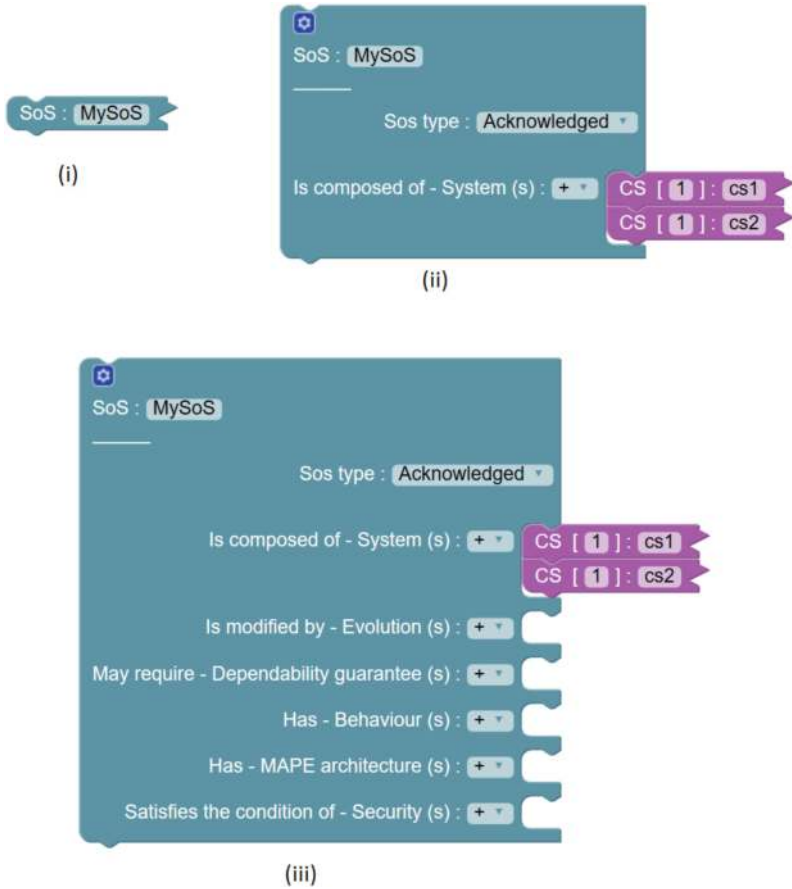 SoS : MySoS
(i)
SoS : MySoS
Sos type : Acknowledged
Is composed of - System (s) : +
CS [ 1 ] : cs1
CS [ 1 ] : cs2
(ii)
SoS : MySoS
Sos type : Acknowledged
Is composed of - System (s) : +
CS [ 1 ] : cs1
CS [ 1 ] : cs2
Is modified by - Evolution (s) : +
May require - Dependability guarantee (s) : +
Has - Behaviour (s) : +
Has - MAPE architecture (s) : +
Satisfies the condition of - Security (s) : +
(iii)